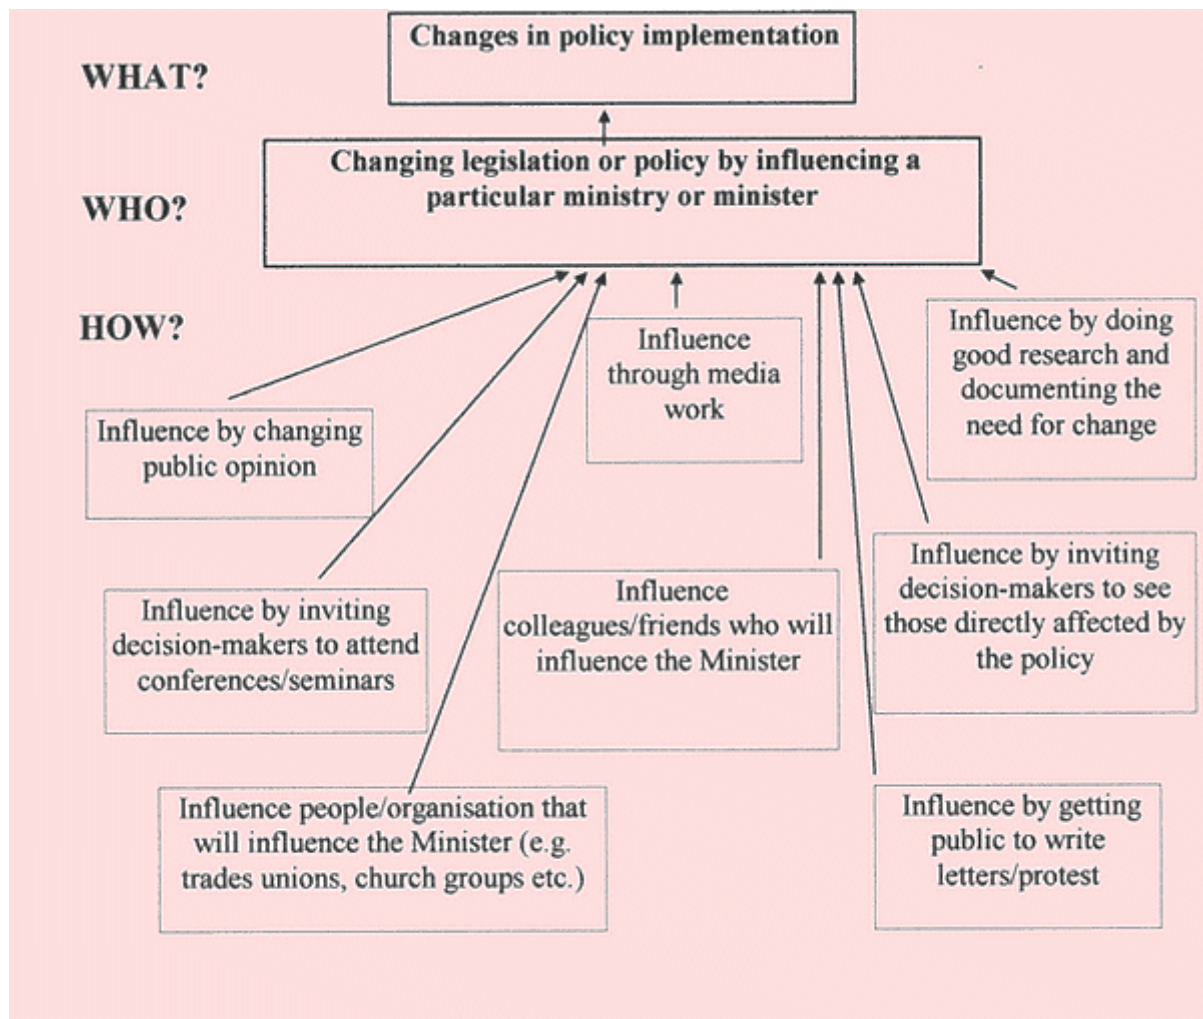 Changes in policy implementation
WHAT?
Changing legislation or policy by influencing a
particular ministry or minister
WHO?
HOW?
Influence by changing
public opinion
Influence
through media
work
Influence by doing
good research and
documenting the
need for change
Influence by inviting
decision-makers to attend
conferences/seminars
Influence
colleagues/friends who will
influence the Minister
Influence by inviting
decision-makers to see
those directly affected by
the policy
Influence people/organisation that
will influence the Minister (e.g.
trades unions, church groups etc.)
Influence by getting
public to write
letters/protest